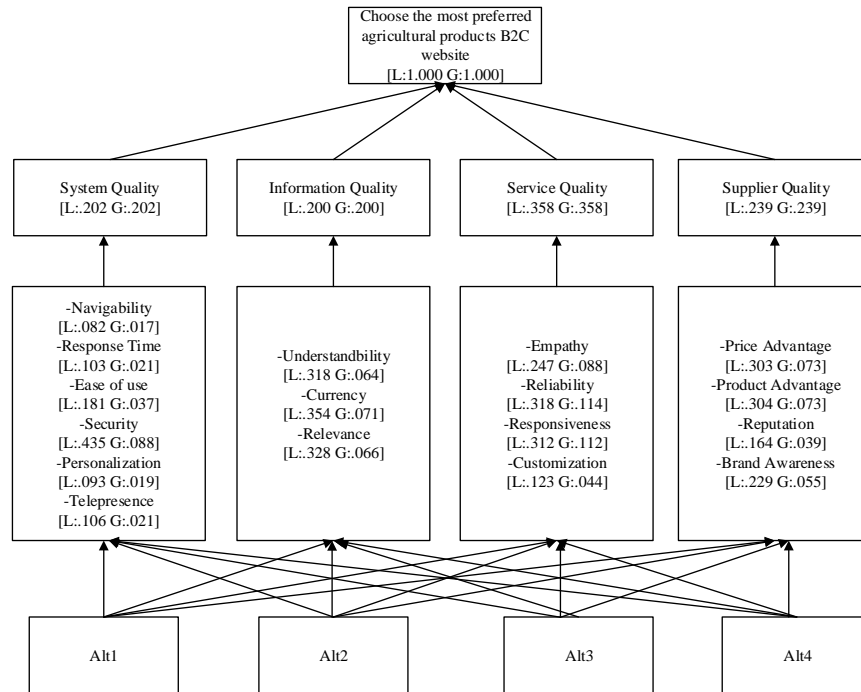 Choose the most preferred
agricultural products B2C
website
[L:1.000 G:1.000]
System Quality
[L:.202 G:.202]
Information Quality
[L:.200 G:.200]
Service Quality
[L:.358 G:.358]
Supplier Quality
[L:.239 G:.239]
-Navigability
[L:.082 G:.017]
-Response Time
[L:.103 G:.021]
-Ease of use
[L:.181 G:.037]
-Security
[L:.435 G:.088]
-Personalization
[L:.093 G:.019]
-Telepresence
[L:.106 G:.021]
-Understandbility
[L:.318 G:.064]
-Currency
[L:.354 G:.071]
-Relevance
[L:.328 G:.066]
-Empathy
[L:.247 G:.088]
-Reliability
[L:.318 G:.114]
-Responsiveness
[L:.312 G:.112]
-Customization
[L:.123 G:.044]
-Price Advantage
[L:.303 G:.073]
-Product Advantage
[L:.304 G:.073]
-Reputation
[L:.164 G:.039]
-Brand Awareness
[L:.229 G:.055]
Alt1
Alt2
Alt3
Alt4